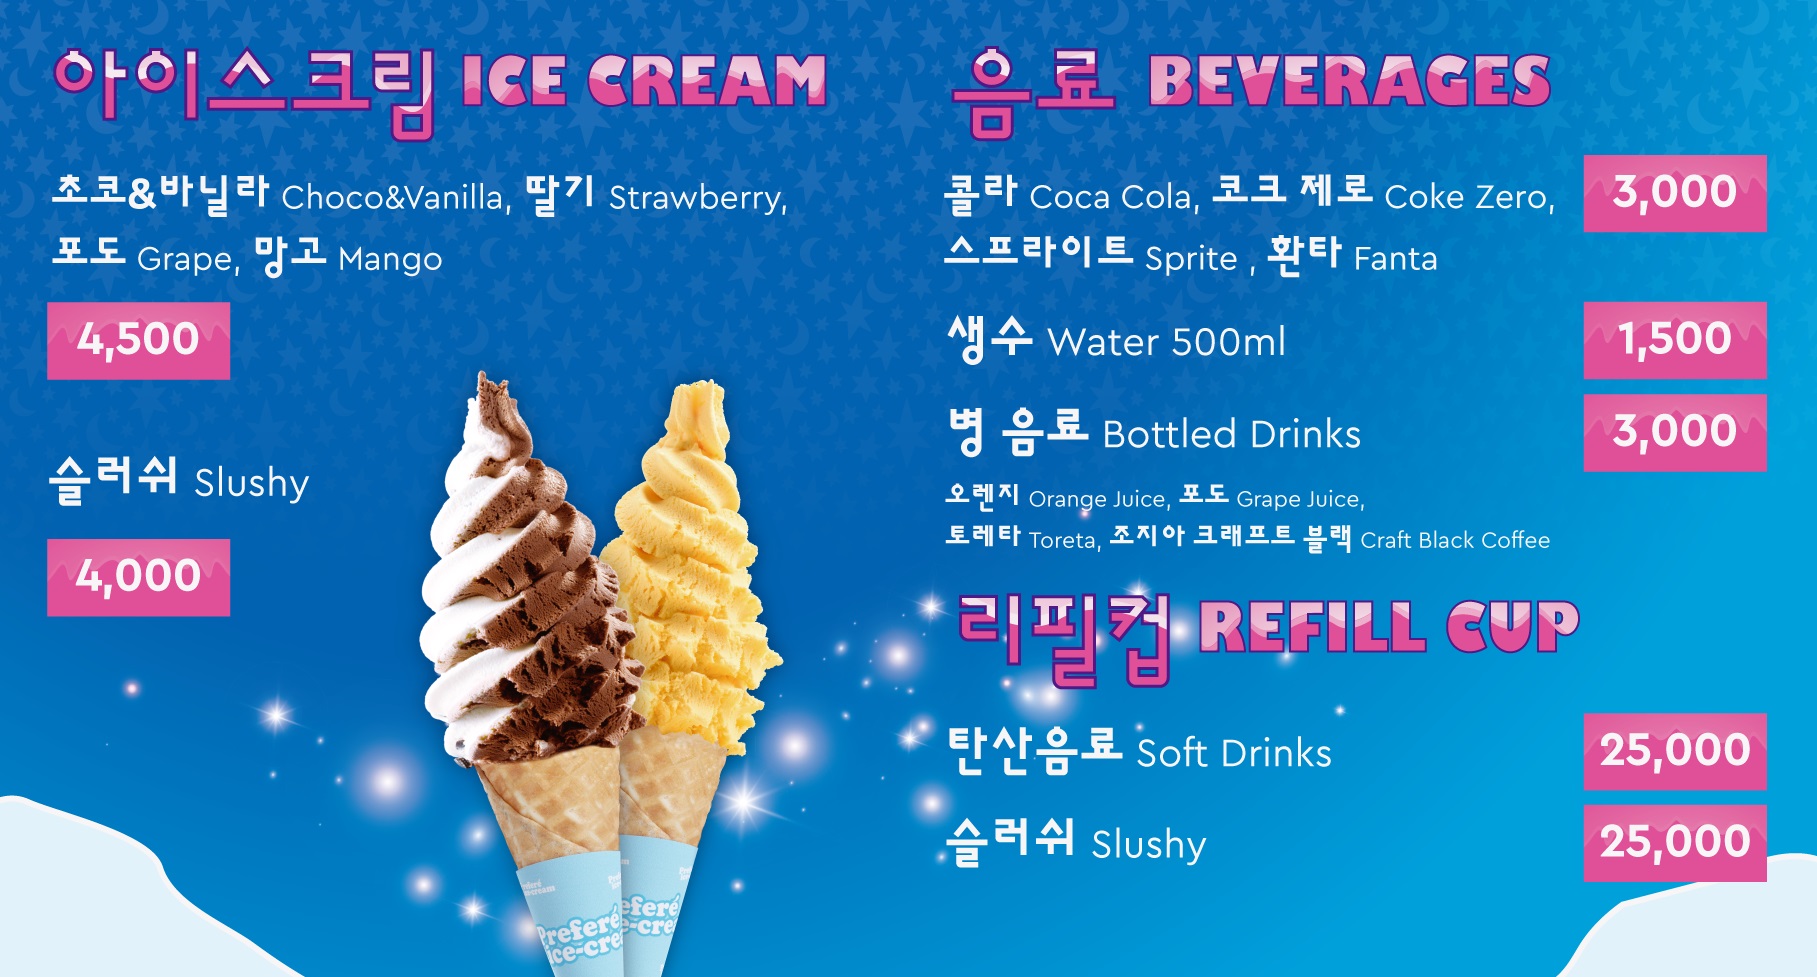 아이스크림 ICE CREAM
초코&바닐라 Choco&Vanilla, 딸기 Strawberry,
포도 Grape, 망고 Mango
4,500
슬러쉬 Slushy
4,000
음료 BEVERAGES
콜라 Coca Cola, 코크 제로 Coke Zero,
3,000
스프라이트 Sprite , 환타 Fanta
생수 Water 500ml
1,500
병 음료 Bottled Drinks
3,000
오렌지 Orange Juice, 포도 Grape Juice,
토레타 Toreta, 조지아 크래프트 블랙 Craft Black Coffee
리필컵 REFILL CUP
탄산음료 Soft Drinks
25,000
슬러쉬 Slushy
25,000
Preferé
ice-cream